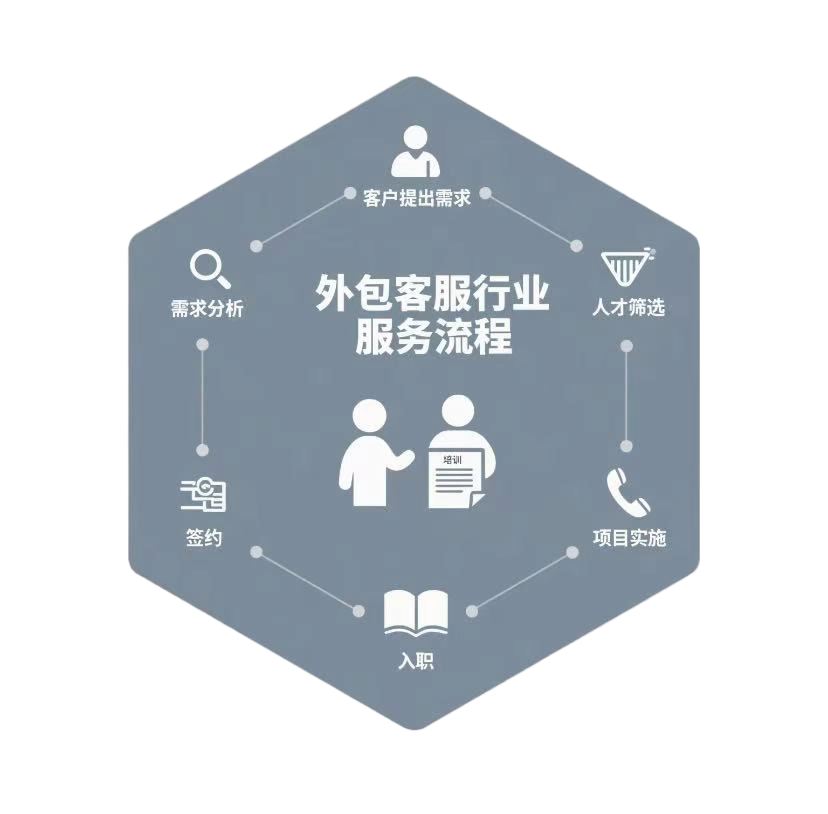 客户提出需求
需求分析
人才筛选
外包客服行业
服务流程
培训
签约
项目实施
入职